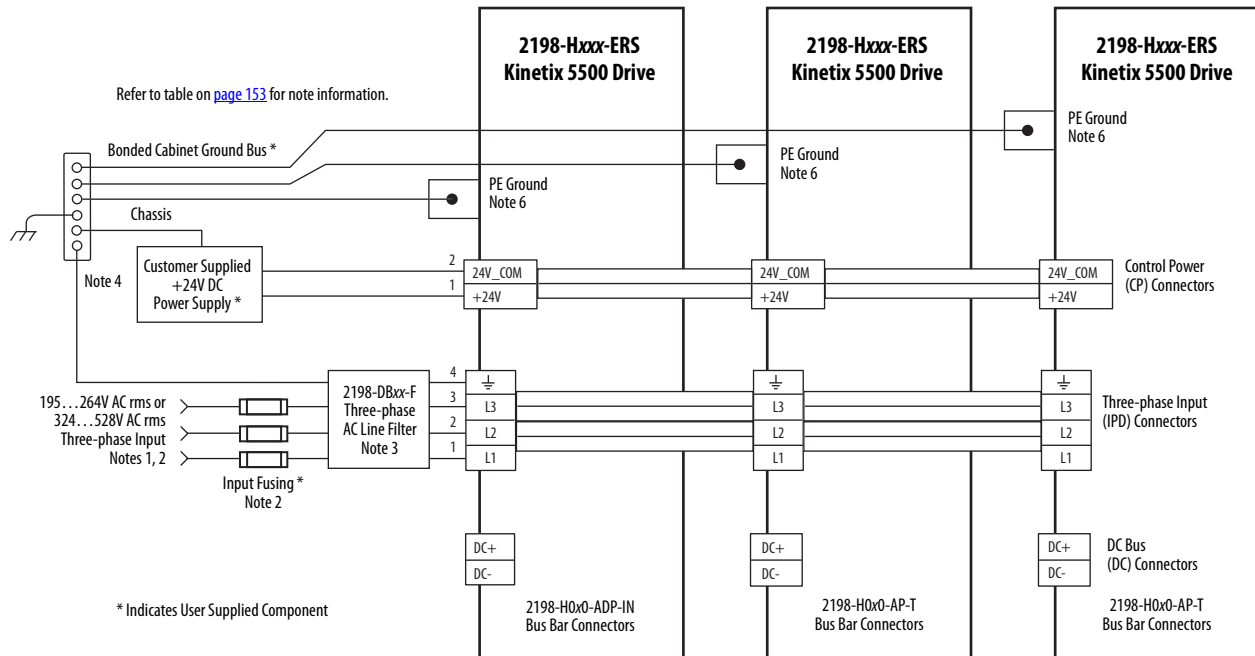 2198-Hxxx-ERS
Kinetix 5500 Drive
2198-Hxxx-ERS
Kinetix 5500 Drive
2198-Hxxx-ERS
Kinetix 5500 Drive
Refer to table on page 153 for note information.
Bonded Cabinet Ground Bus *
PE Ground
Note 6
PE Ground
Note 6
PE Ground
Note 6
Chassis
Note 4
Customer Supplied
+24V DC
Power Supply *
2
1
24V_COM
+24V
24V_COM
+24V
24V_COM
+24V
Control Power
(CP) Connectors
195…264V AC rms or
324…528V AC rms
Three-phase Input
Notes 1, 2
Input Fusing *
Note 2
2198-DBxx-F
Three-phase
AC Line Filter
Note 3
4
3
2
1
L3
L2
L1
L3
L2
L1
L3
L2
L1
Three-phase Input
(IPD) Connectors
DC+
DC-
DC+
DC-
DC+
DC-
DC Bus
(DC) Connectors
* Indicates User Supplied Component
2198-H0x0-ADP-IN
Bus Bar Connectors
2198-H0x0-AP-T
Bus Bar Connectors
2198-H0x0-AP-T
Bus Bar Connectors